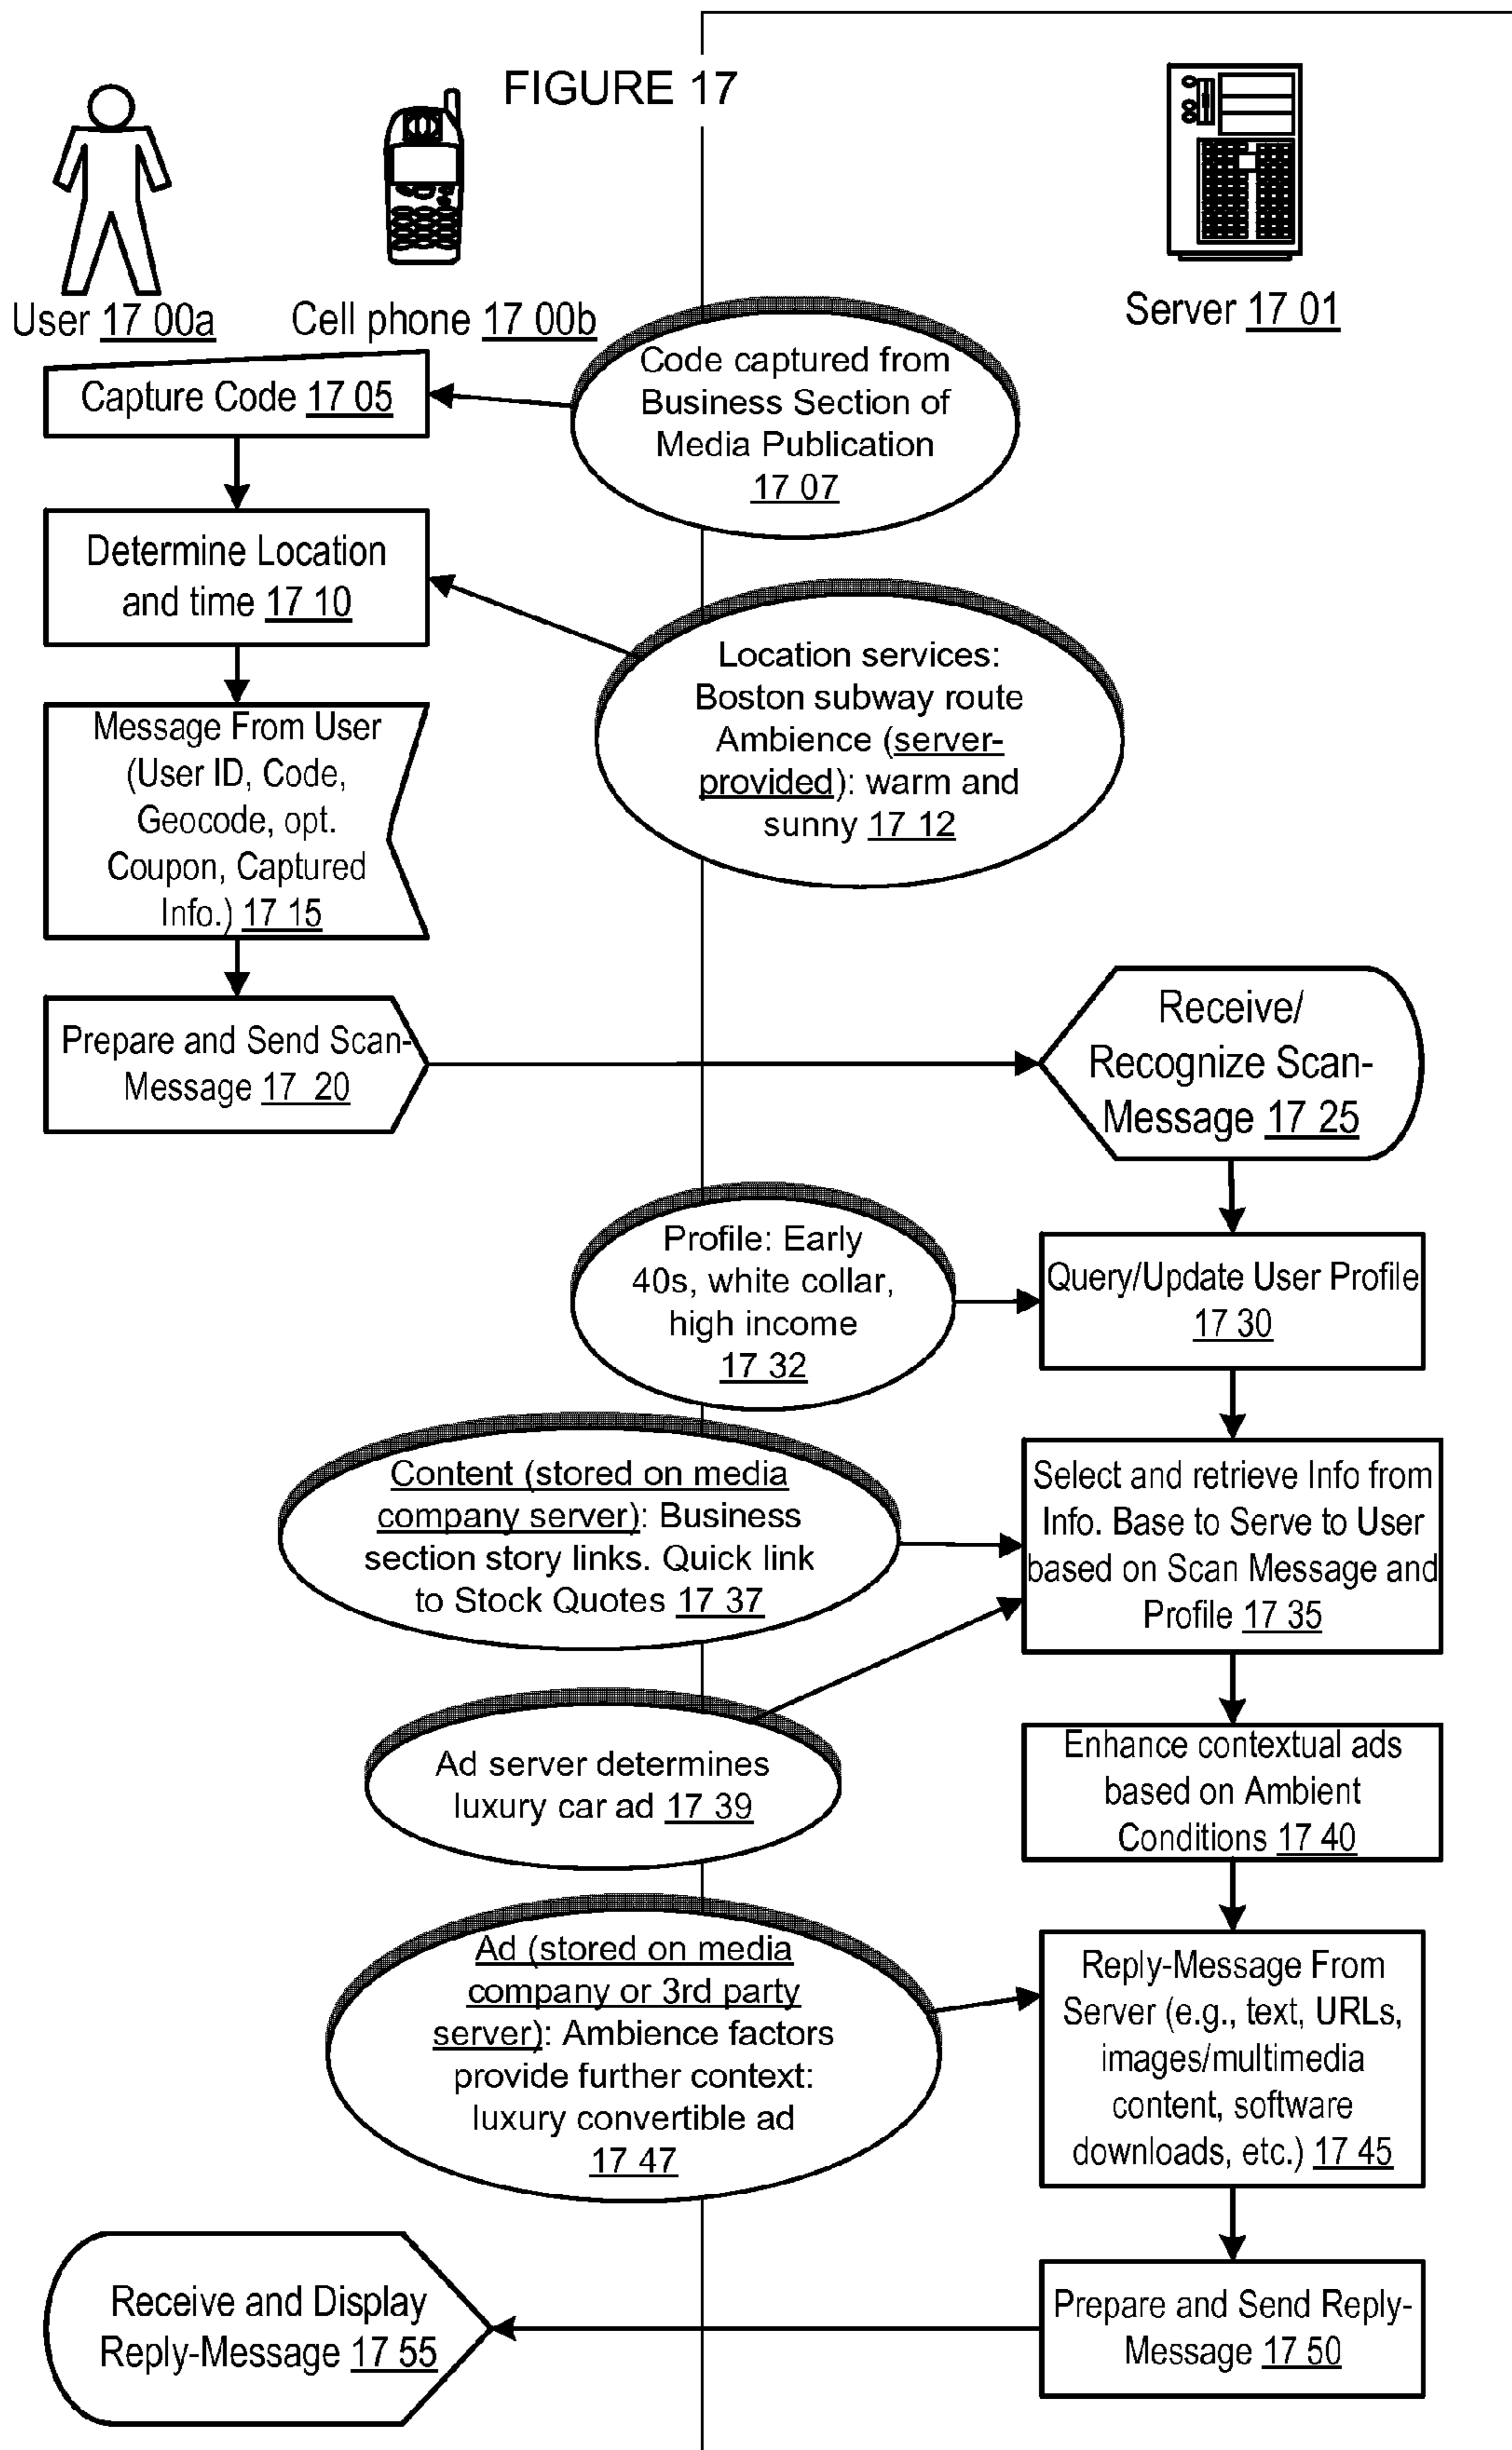 FIGURE 17
User 17 00a
Cell phone 17 00b
Server 17 01
Capture Code 17 05
Code captured from
Business Section of
Media Publication
17 07
Determine Location
and time 17 10
Location services:
Boston subway route
Ambience (server-
provided): warm and
sunny 17 12
Message From User
(User ID, Code,
Geocode, opt.
Coupon, Captured
Info.) 17 15
Prepare and Send Scan-
Message 17 20
Receive/
Recognize Scan-
Message 17 25
Profile: Early
40s, white collar,
high income
17 32
Query/Update User Profile
17 30
Content (stored on media
company server): Business
section story links. Quick link
to Stock Quotes 17 37
Select and retrieve Info from
Info. Base to Serve to User
based on Scan Message and
Profile 17 35
Ad server determines
luxury car ad 17 39
Enhance contextual ads
based on Ambient
Conditions 17 40
Ad (stored on media
company or 3rd party
server): Ambience factors
provide further context:
luxury convertible ad
17 47
Reply-Message From
Server (e.g., text, URLs,
images/multimedia
content, software
downloads, etc.) 17 45
Prepare and Send Reply-
Message 17 50
Receive and Display
Reply-Message 17 55